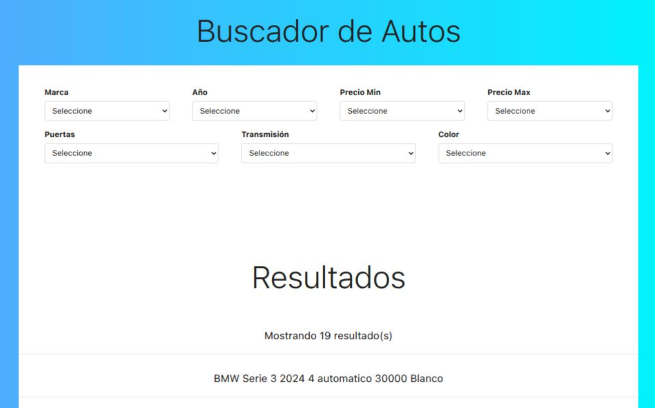 Buscador de Autos
Marca Año Precio Min Precio Max
Seleccione Seleccione Seleccione Seleccione
Puertas Transmisión Color
Seleccione Seleccione Seleccione
Resultados
Mostrando 19 resultado(s)
BMW Serie 3 2024 4 automatico 30000 Blanco